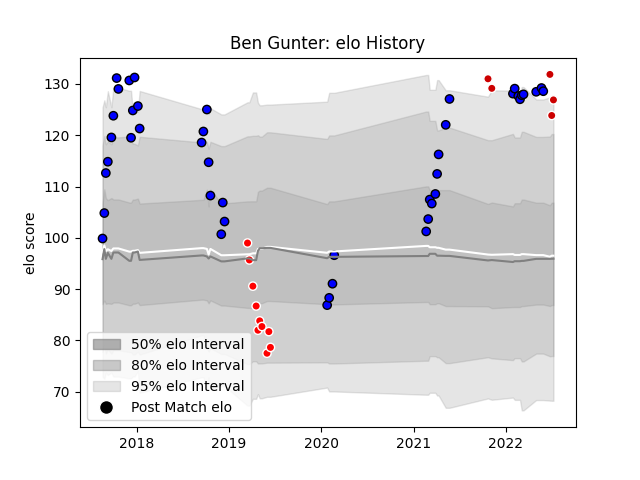 Ben Gunter: elo History
elo score
130
120
110
100
90
80
70
50% elo Interval
80% elo Interval
95% elo Interval
Post Match elo
2018 2019 2020 2021 2022